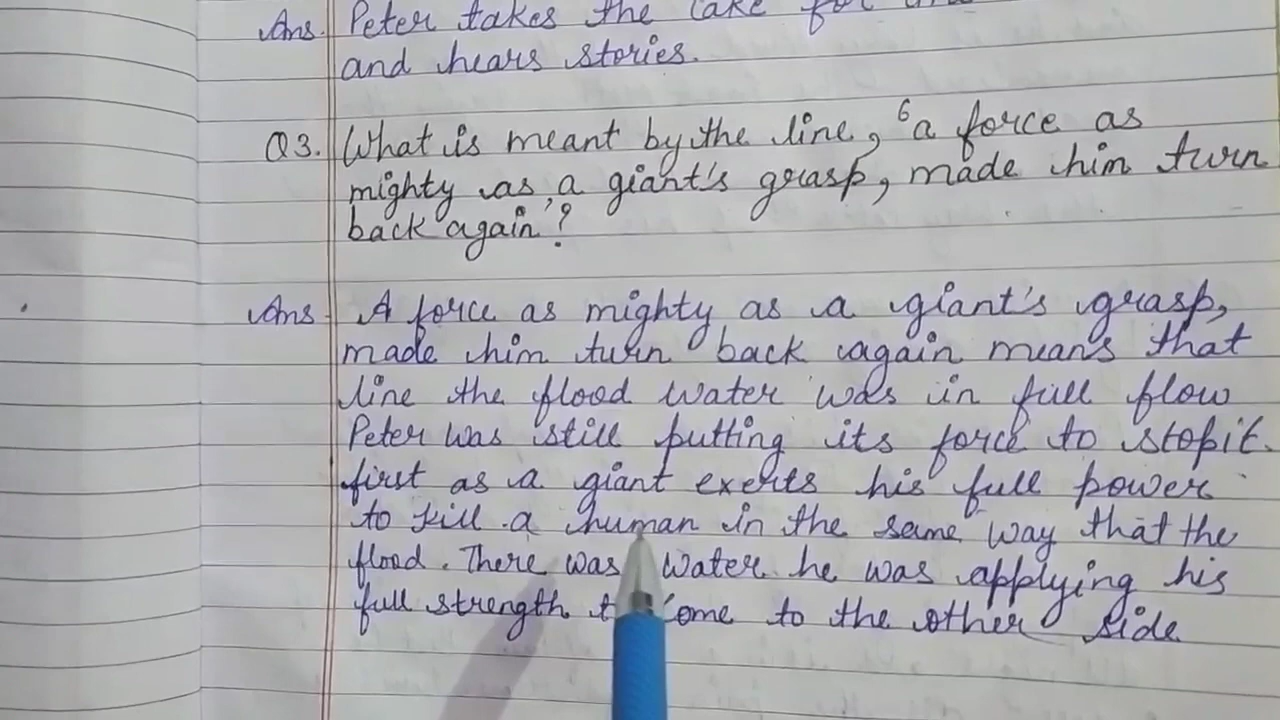 Ans. Peter takes the cake for
and hears stories.
Q3. What is meant by the line, 'a force as
mighty as a giant's grasp, made him turn
back again'?
Ans A force as mighty as a giant's grasp,
made him turn back again means that
line the flood water was in full flow
Peter was still putting its force to stopit.
first as a giant exerts his full power
to kill a human in the same way that the
flood. There was water he was applying his
full strength to come to the other side